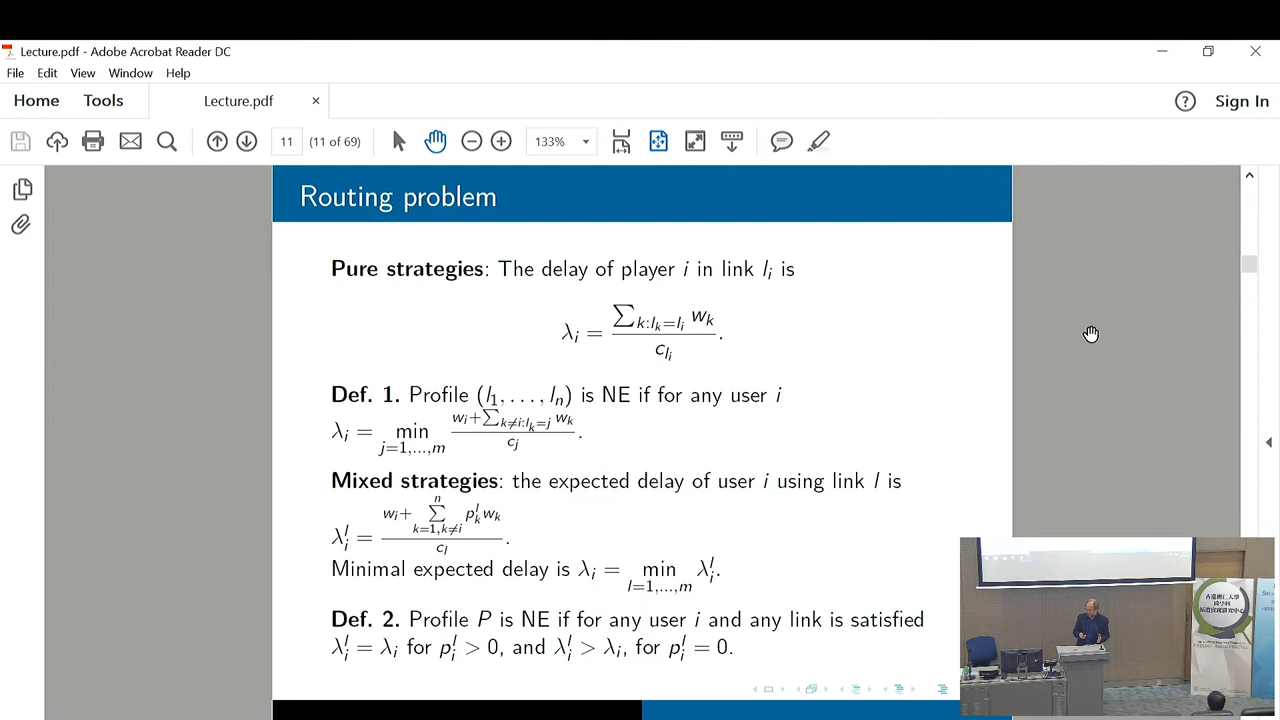 Lecture.pdf - Adobe Acrobat Reader DC
File Edit View Window Help
Home Tools Lecture.pdf × ? Sign In
11 (11 of 69) 133%
Routing problem
Pure strategies: The delay of player i in link l_i is
λ_i = \frac{∑_{k:l_k=l_i} w_k}{c_{l_i}}.
Def. 1. Profile (l_1, . . . , l_n) is NE if for any user i
λ_i = \min_{j=1,...,m} \frac{w_i+∑_{k≠i:l_k=j} w_k}{c_j}.
Mixed strategies: the expected delay of user i using link l is
λ_i^l = \frac{w_i+ ∑_{k=1,k≠i}^{n} p_k^l w_k}{c_l}.
Minimal expected delay is λ_i = \min_{l=1,...,m} λ_i^l.
Def. 2. Profile P is NE if for any user i and any link is satisfied
λ_i^l = λ_i for p_i^l > 0, and λ_i^l > λ_i, for p_i^l = 0.